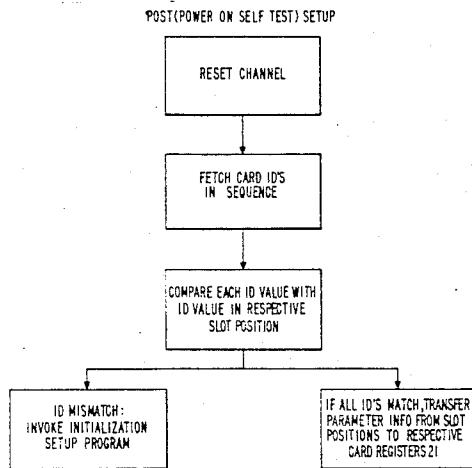 POST(POWER ON SELF TEST) SETUP
RESET CHANNEL
FETCH CARD ID'S
IN SEQUENCE
COMPARE EACH ID VALUE WITH
ID VALUE IN RESPECTIVE
SLOT POSITION
ID MISMATCH:
INVOKE INITIALIZATION
SETUP PROGRAM
IF ALL ID'S MATCH, TRANSFER
PARAMETER INFO FROM SLOT
POSITIONS TO RESPECTIVE
CARD REGISTERS 21